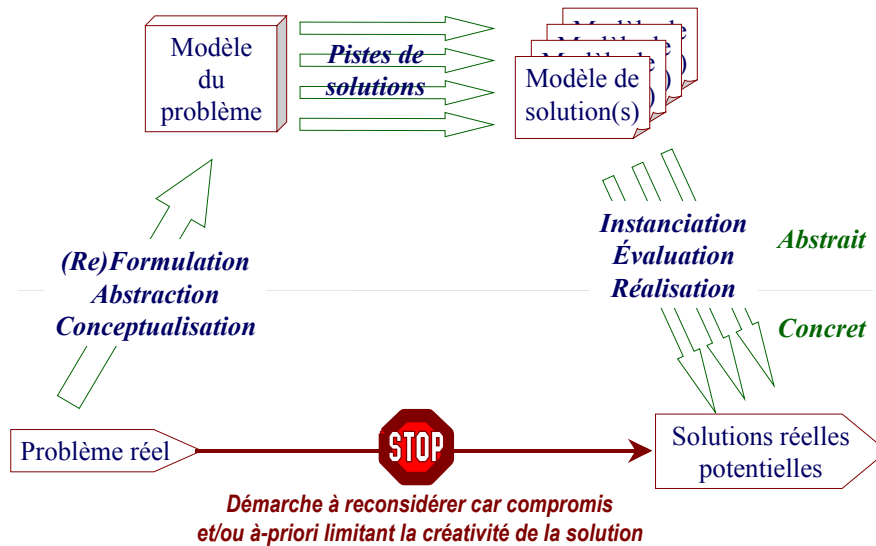 Modèle
du
problème
Pistes de
solutions
Modèle de
solution(s)
(Re)Formulation
Abstraction
Conceptualisation
Instanciation
Évaluation
Réalisation
Abstrait
Concret
Problème réel
STOP
Solutions réelles
potentielles
Démarche à reconsidérer car compromis
et/ou à-priori limitant la créativité de la solution